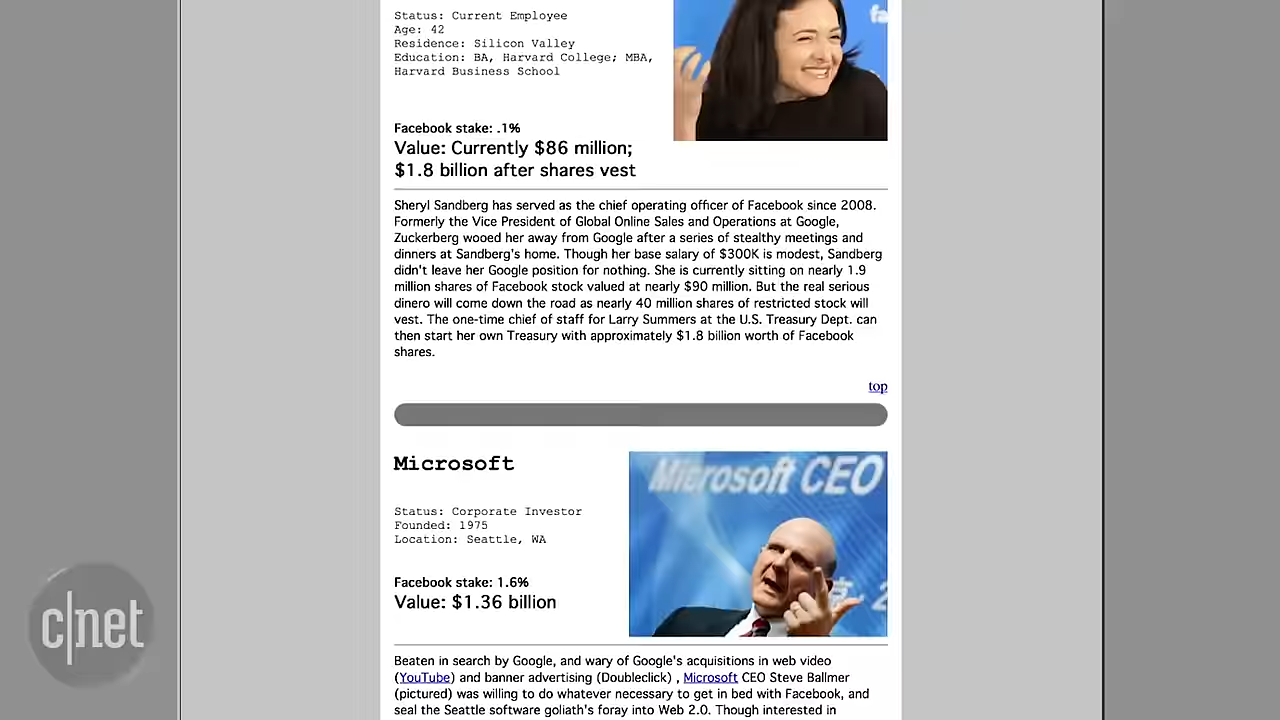 Status: Current Employee
Age: 42
Residence: Silicon Valley
Education: BA, Harvard College; MBA,
Harvard Business School
fa
Facebook stake: .1%
Value: Currently $86 million;
$1.8 billion after shares vest
Sheryl Sandberg has served as the chief operating officer of Facebook since 2008.
Formerly the Vice President of Global Online Sales and Operations at Google,
Zuckerberg wooed her away from Google after a series of stealthy meetings and
dinners at Sandberg's home. Though her base salary of $300K is modest, Sandberg
didn't leave her Google position for nothing. She is currently sitting on nearly 1.9
million shares of Facebook stock valued at nearly $90 million. But the real serious
dinero will come down the road as nearly 40 million shares of restricted stock will
vest. The one-time chief of staff for Larry Summers at the U.S. Treasury Dept. can
then start her own Treasury with approximately $1.8 billion worth of Facebook
shares.
top
Microsoft
Microsoft CEO
Status: Corporate Investor
Founded: 1975
Location: Seattle, WA
Facebook stake: 1.6%
Value: $1.36 billion
Beaten in search by Google, and wary of Google's acquisitions in web video
(YouTube) and banner advertising (Doubleclick) , Microsoft CEO Steve Ballmer
(pictured) was willing to do whatever necessary to get in bed with Facebook, and
seal the Seattle software goliath's foray into Web 2.0. Though interested in
c|net